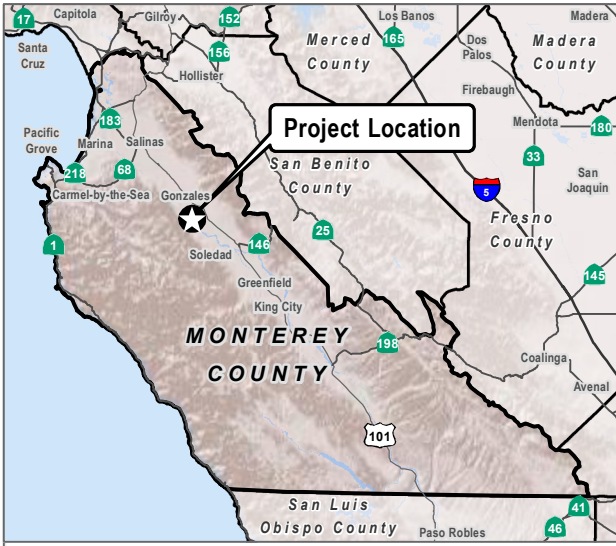 17
Capitola
Gilroy
152
Los Banos
Madera
Santa
Cruz
156
Merced
County
165
Dos
Palos
Madera
County
Hollister
Firebaugh
183
Project Location
Mendota
180
Pacific
Grove
Marina
Salinas
33
218
68
San Benito
County
San
Joaquin
Carmel-by-the-Sea
Gonzales
5
Fresno
County
1
146
25
Soledad
145
Greenfield
King City
MONTEREY
COUNTY
198
Coalinga
Avenal
101
San Luis
Obispo County
41
46
Paso Robles